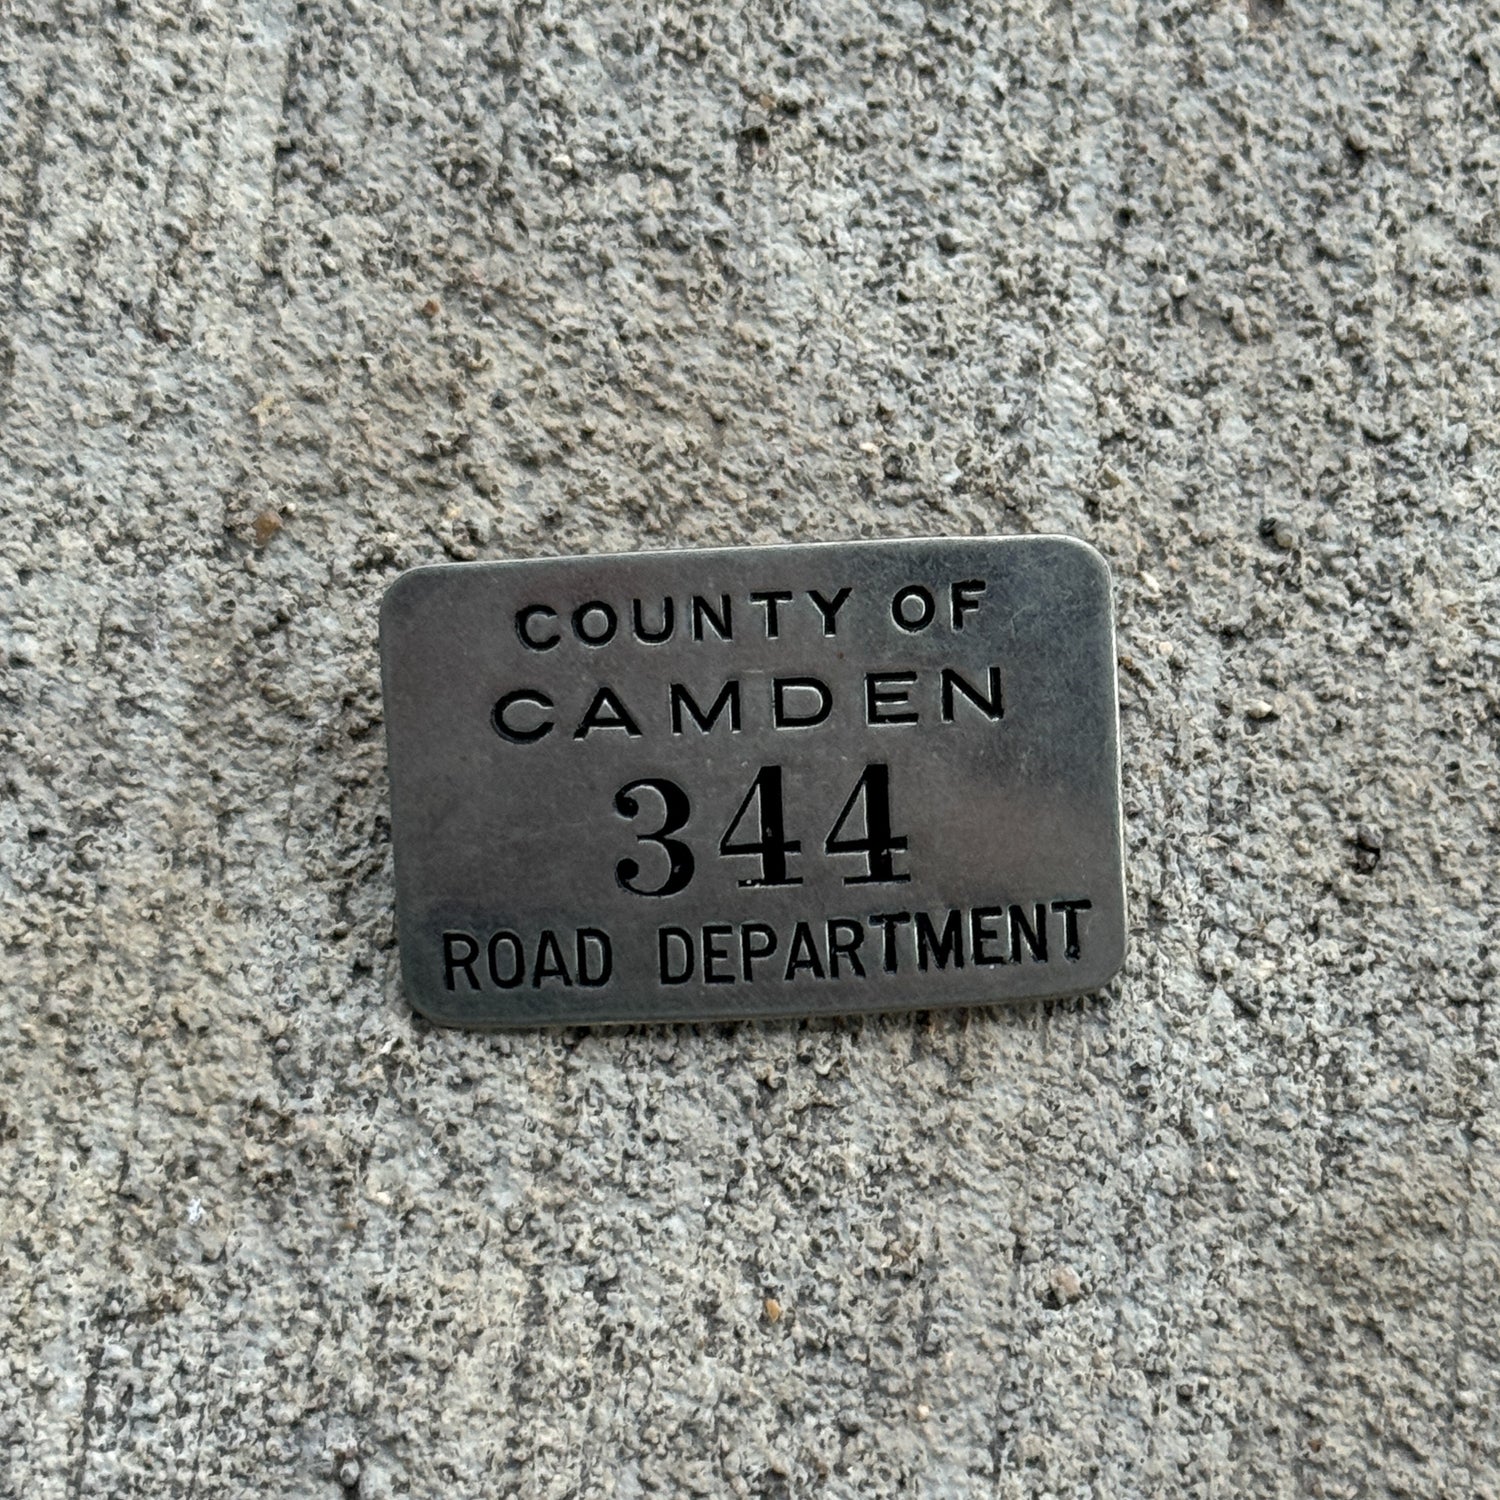 COUNTY OF
CAMDEN
344
ROAD DEPARTMENT